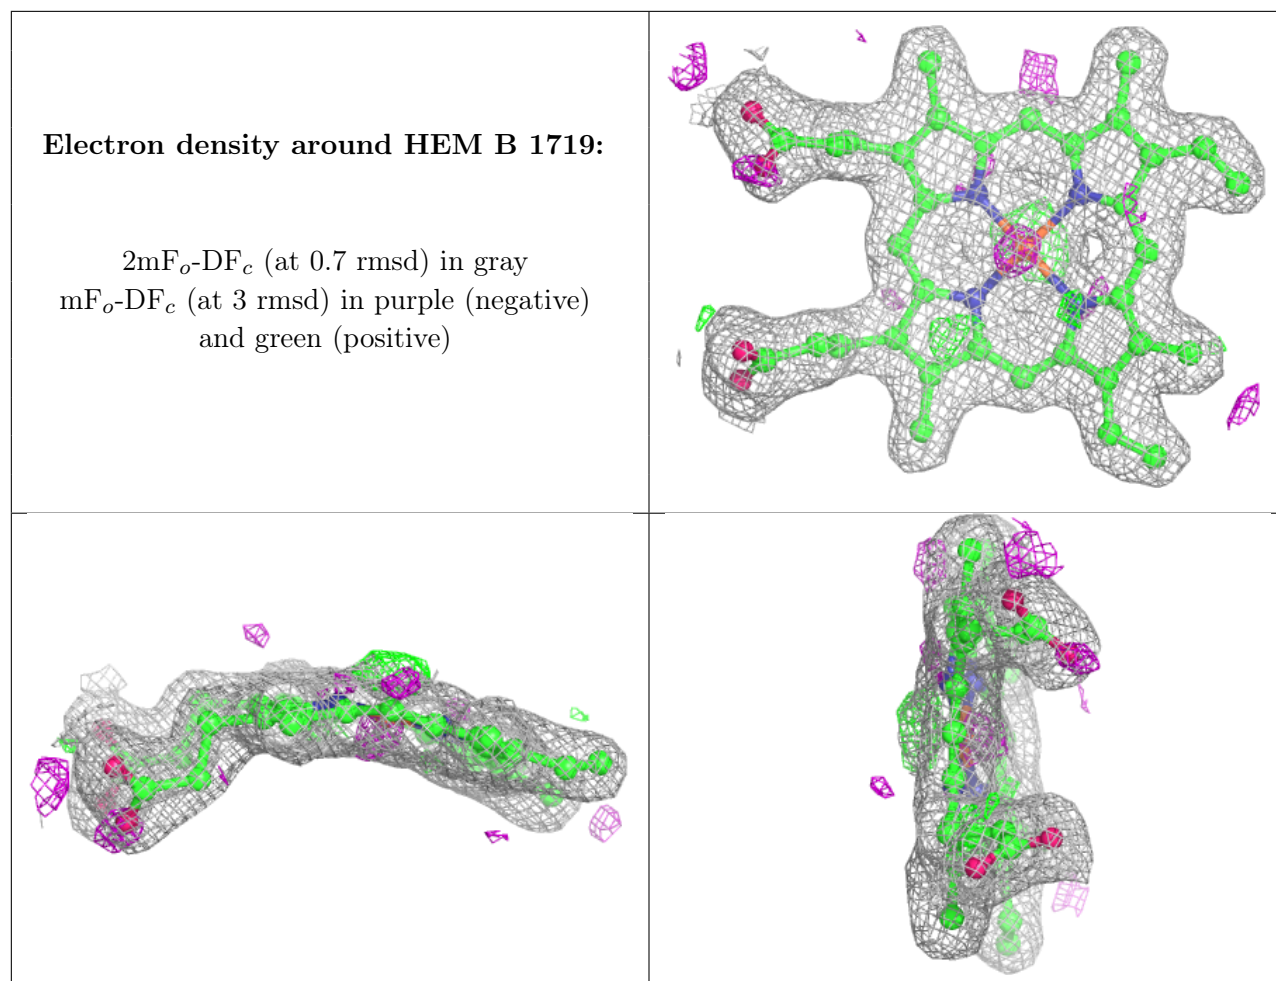 Electron density around HEM B 1719:
2mFo-DFc (at 0.7 rmsd) in gray
mFo-DFc (at 3 rmsd) in purple (negative)
and green (positive)